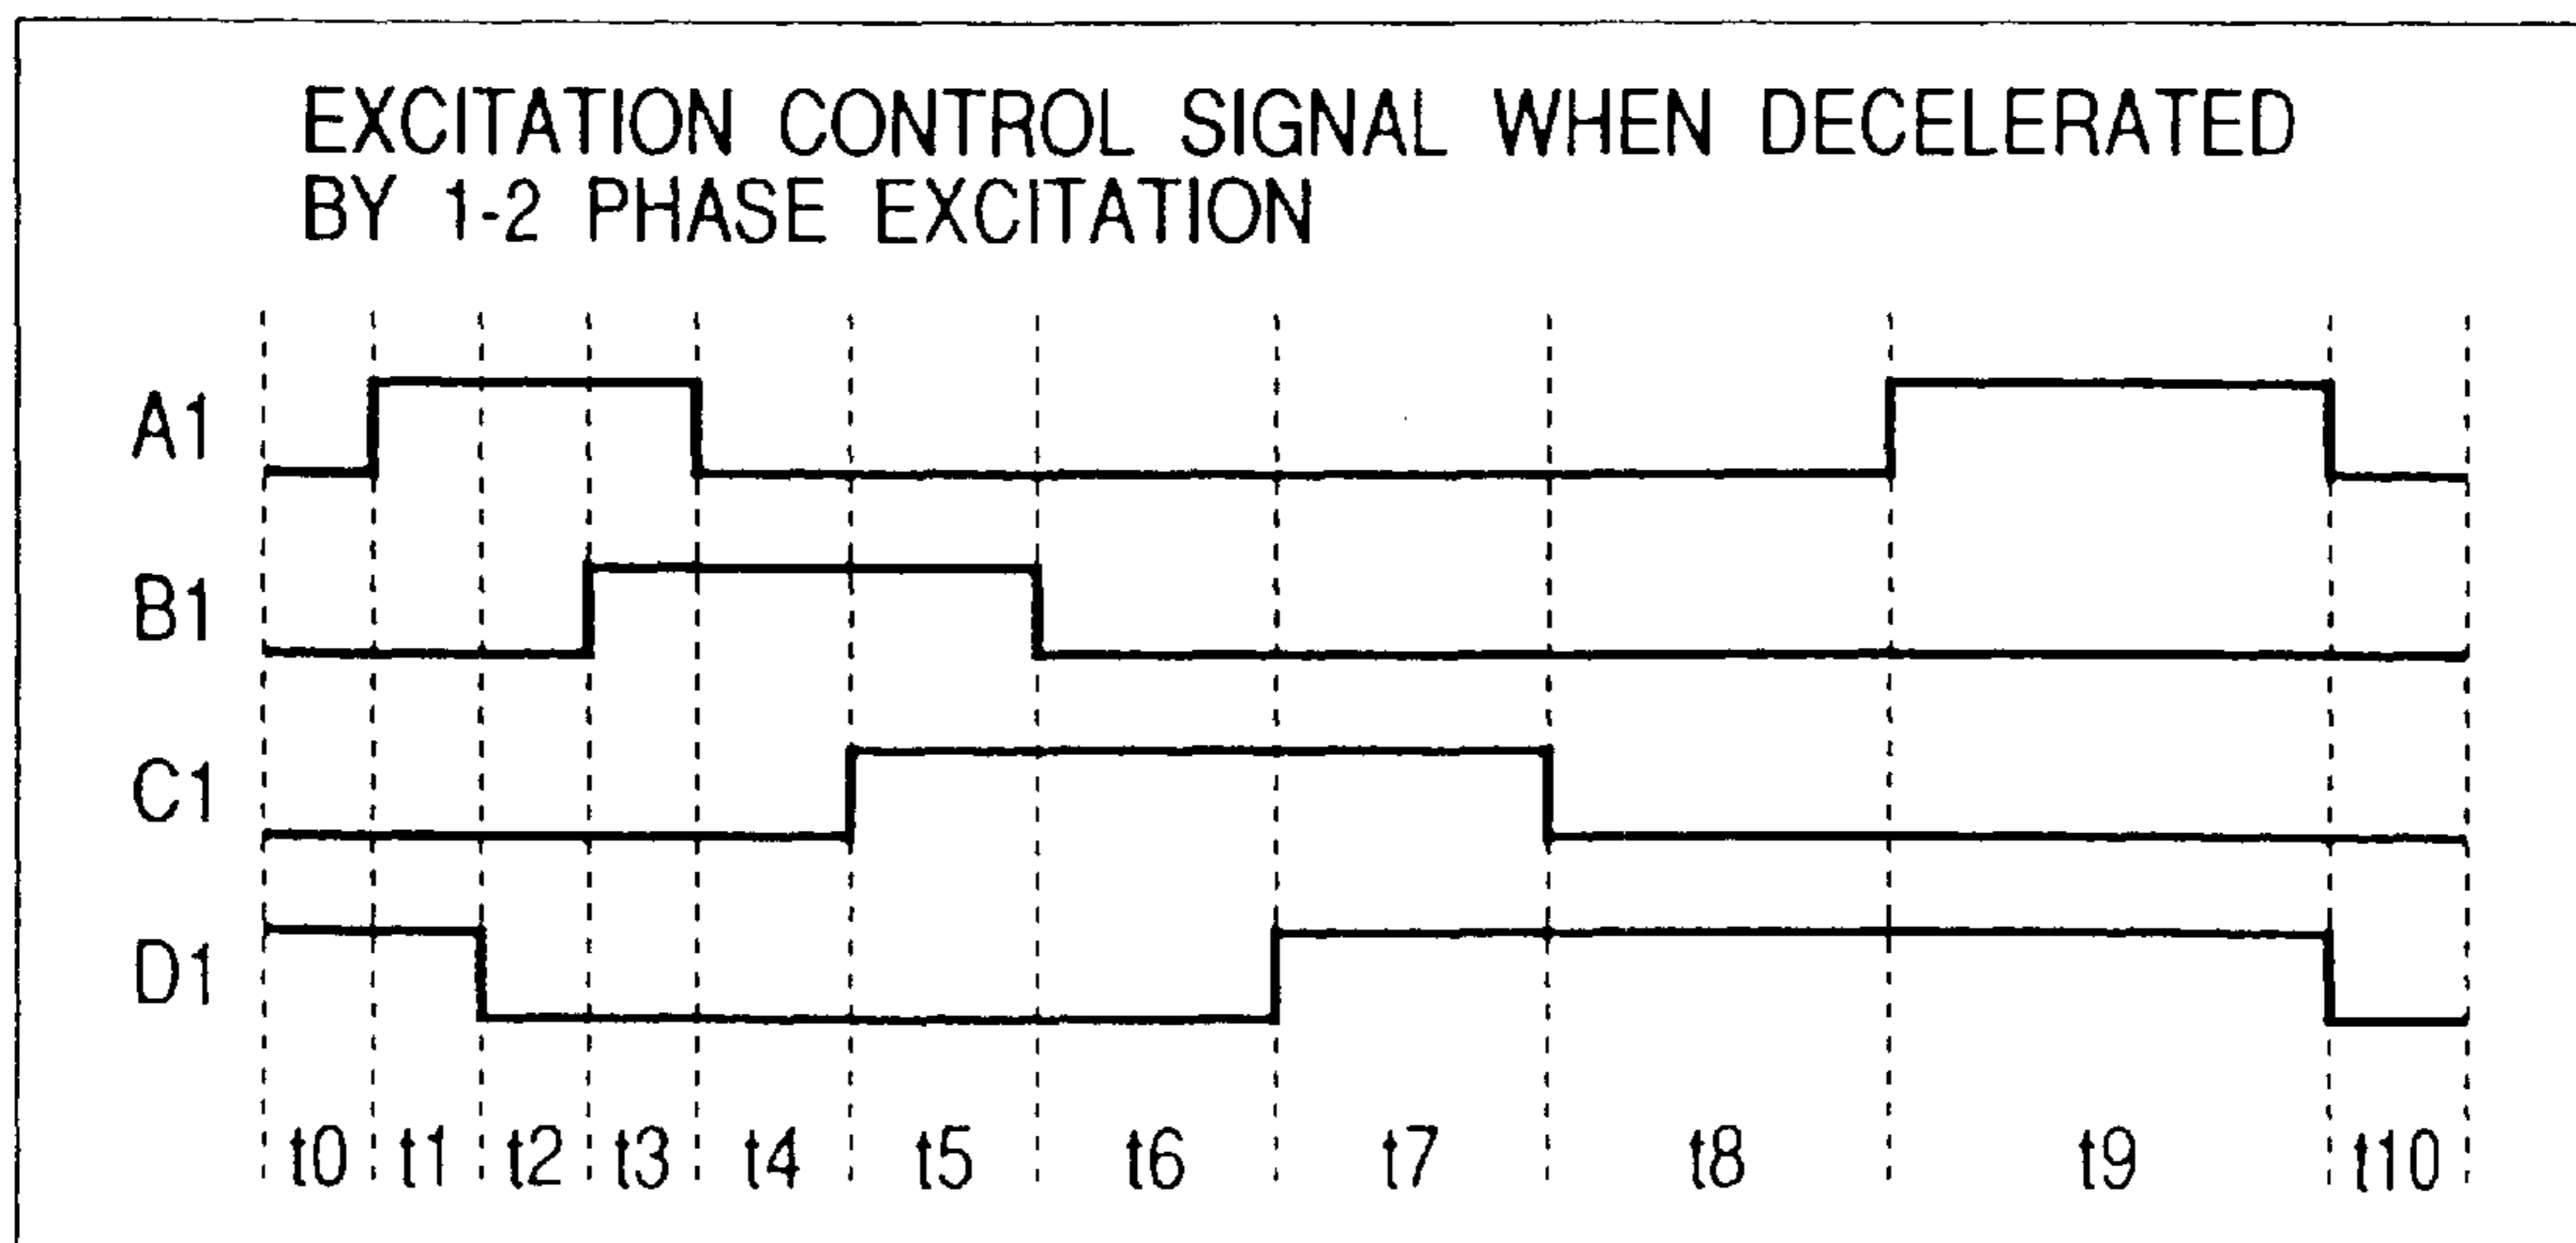 EXCITATION CONTROL SIGNAL WHEN DECELERATED
BY 1-2 PHASE EXCITATION
A1
B1
C1
D1
t0 t1 t2 t3 t4 t5 t6 t7 t8 t9 t10